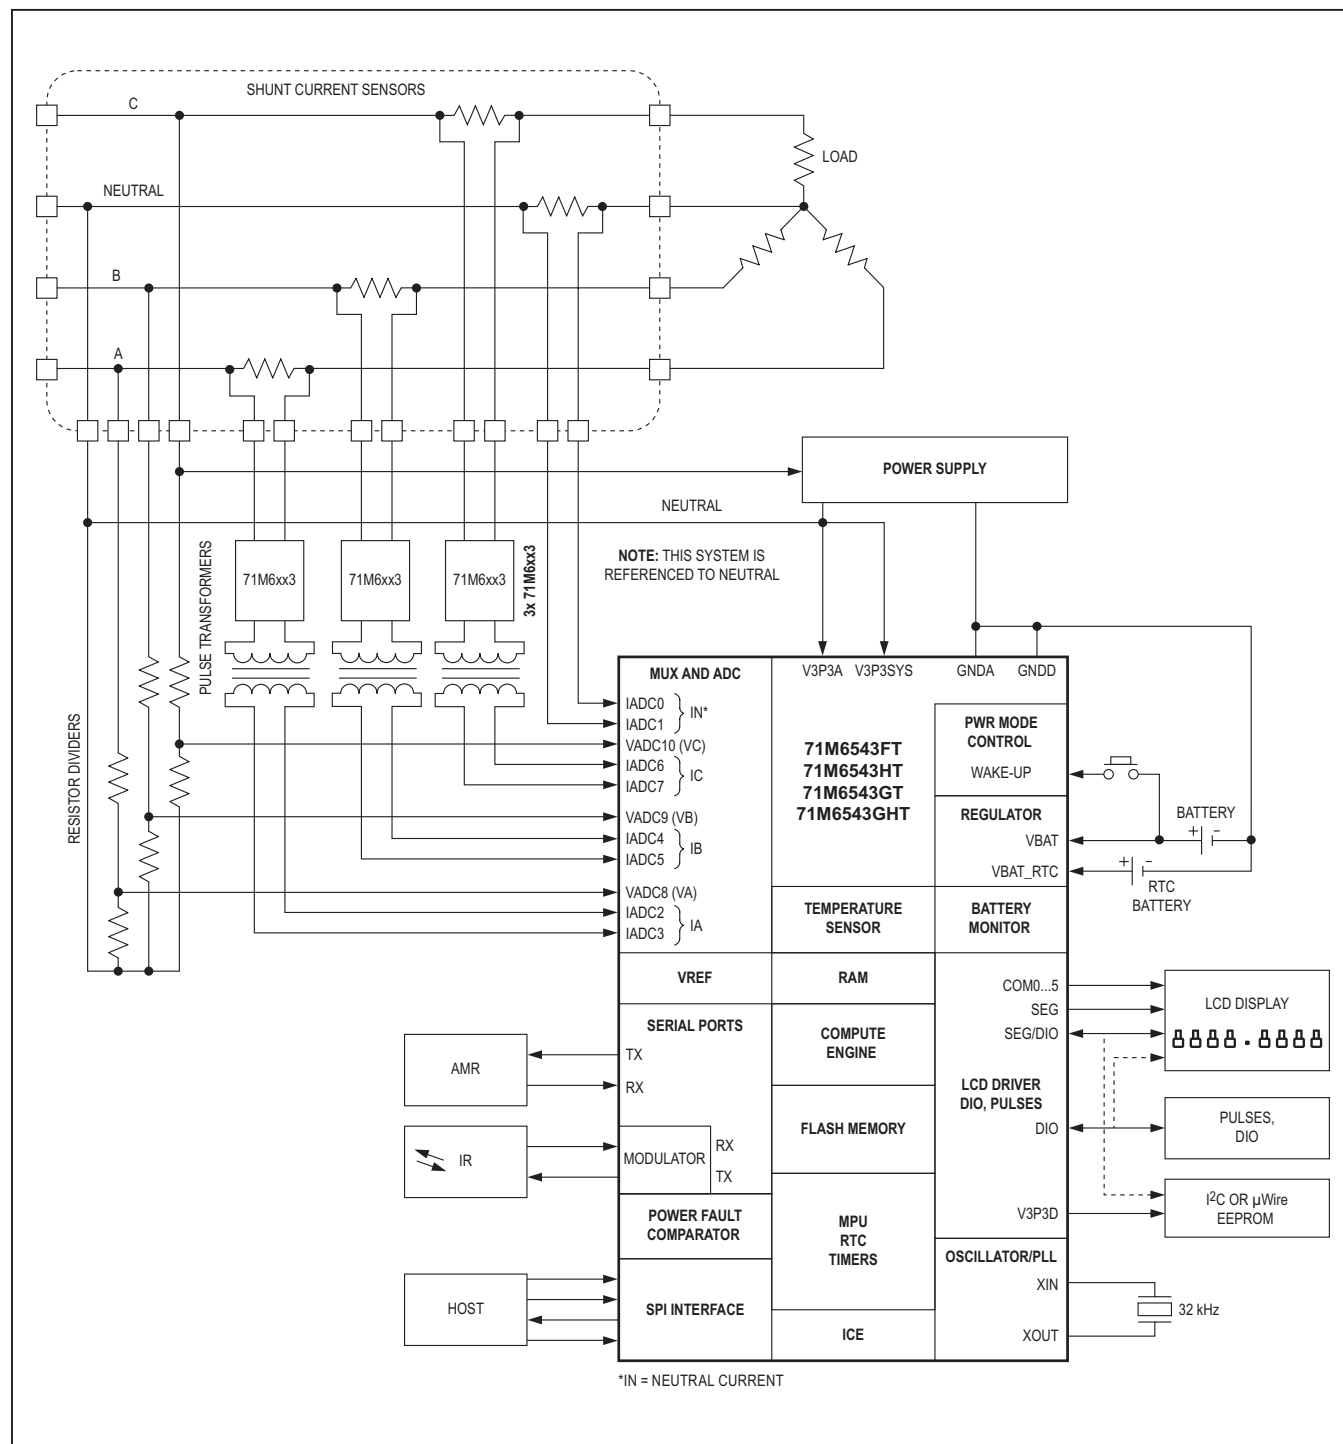 SHUNT CURRENT SENSORS
C
LOAD
NEUTRAL
B
A
POWER SUPPLY
NEUTRAL
NOTE: THIS SYSTEM IS
REFERENCED TO NEUTRAL
PULSE TRANSFORMERS
71M6xx3
71M6xx3
71M6xx3
3x 71M6xx3
RESISTOR DIVIDERS
MUX AND ADC
V3P3A
V3P3SYS
GNDA
GNDD
IADC0
IADC1
IN*
VADC10 (VC)
IADC6
IADC7
IC
VADC9 (VB)
IADC4
IADC5
IB
VADC8 (VA)
IADC2
IADC3
IA
71M6543FT
71M6543HT
71M6543GT
71M6543GHT
PWR MODE
CONTROL
WAKE-UP
REGULATOR
VBAT
VBAT_RTC
BATTERY
+ -
+ -
RTC
BATTERY
TEMPERATURE
SENSOR
BATTERY
MONITOR
VREF
RAM
COM0...5
SEG
SEG/DIO
LCD DISPLAY
SERIAL PORTS
TX
RX
AMR
COMPUTE
ENGINE
LCD DRIVER
DIO, PULSES
DIO
PULSES,
DIO
FLASH MEMORY
IR
MODULATOR
RX
TX
V3P3D
I2C OR µWire
EEPROM
POWER FAULT
COMPARATOR
MPU
RTC
TIMERS
OSCILLATOR/PLL
XIN
32 kHz
XOUT
HOST
SPI INTERFACE
ICE
*IN = NEUTRAL CURRENT